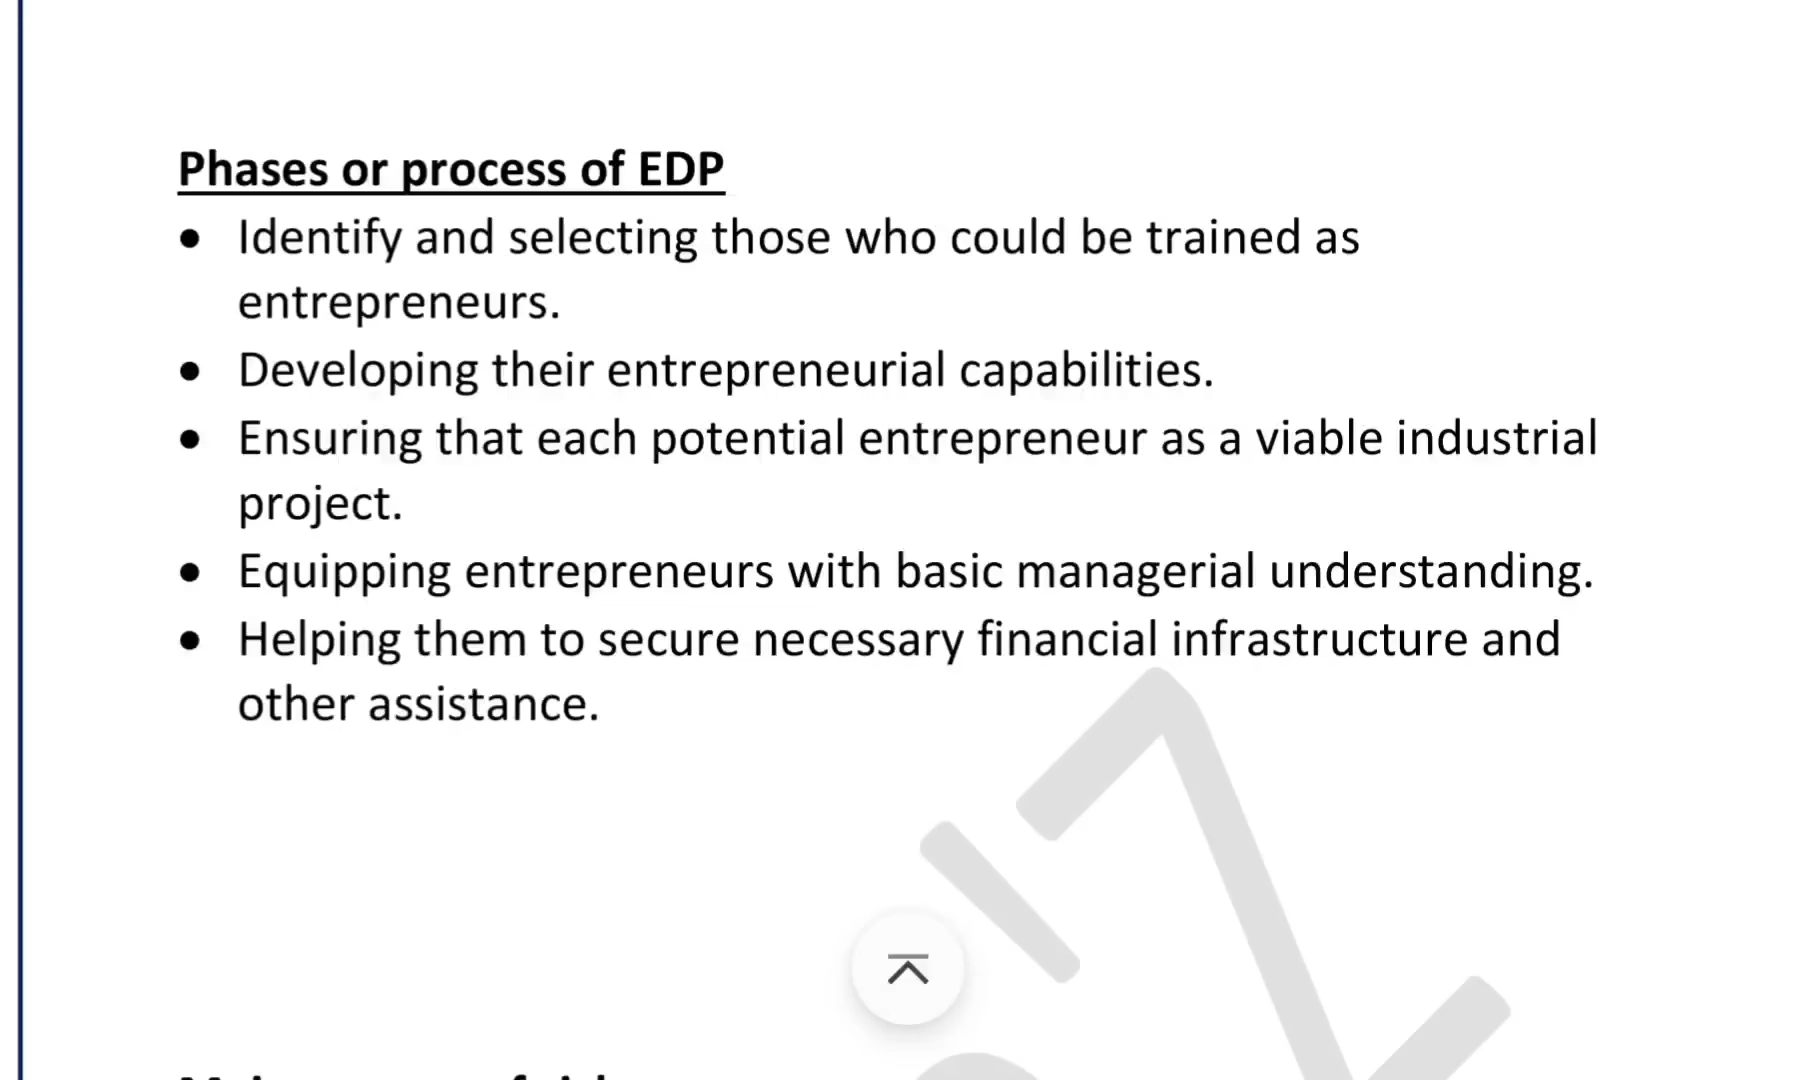 Phases or process of EDP
• Identify and selecting those who could be trained as
entrepreneurs.
• Developing their entrepreneurial capabilities.
• Ensuring that each potential entrepreneur as a viable industrial
project.
• Equipping entrepreneurs with basic managerial understanding.
• Helping them to secure necessary financial infrastructure and
other assistance.